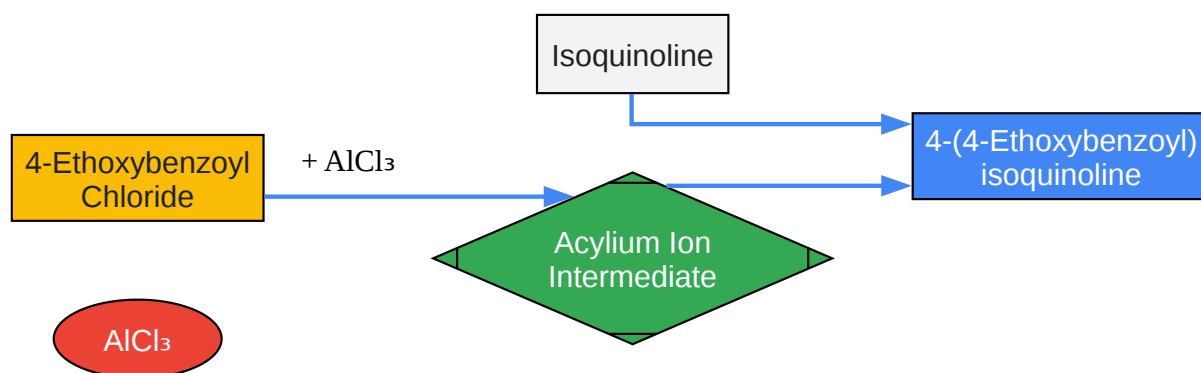 Isoquinoline
4-Ethoxybenzoyl
Chloride
+ AlCl₃
4-(4-Ethoxybenzoyl)
isoquinoline
Acylium Ion
Intermediate
AlCl₃